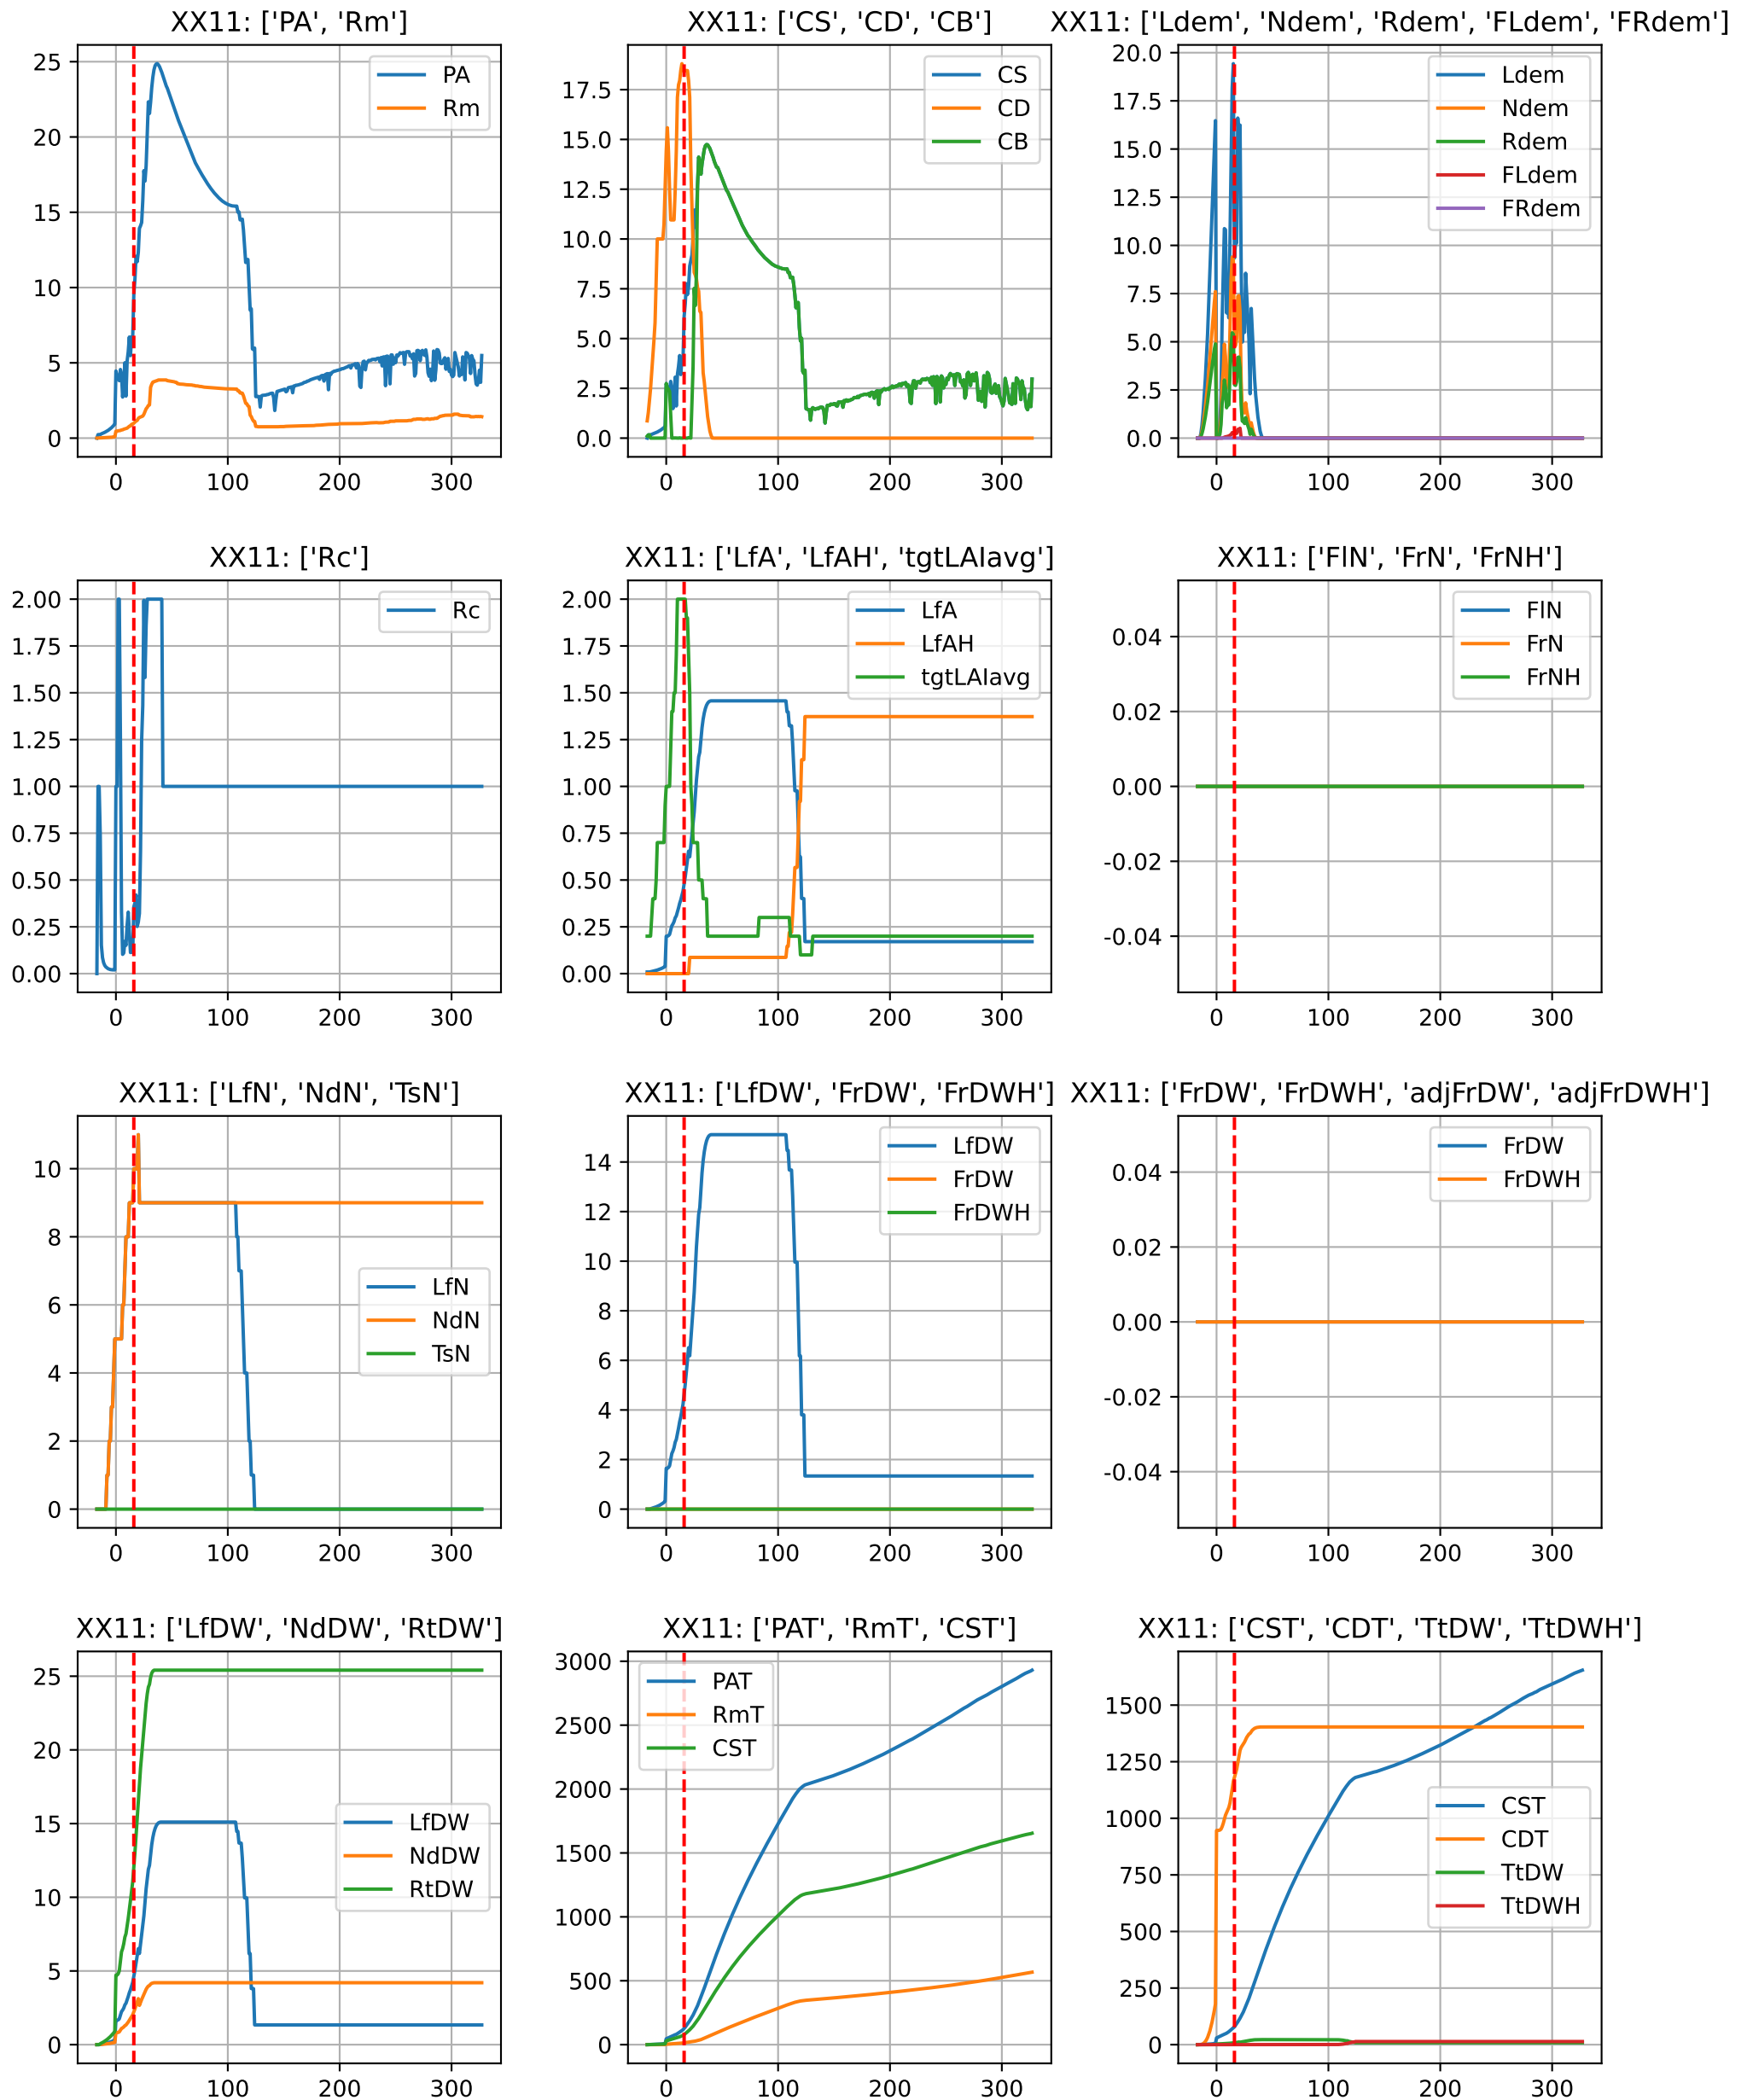 XX11: ['PA', 'Rm']
25
20
15
10
5
0
0 100 200 300
PA
Rm
XX11: ['CS', 'CD', 'CB']
17.5
15.0
12.5
10.0
7.5
5.0
2.5
0.0
0 100 200 300
CS
CD
CB
XX11: ['Ldem', 'Ndem', 'Rdem', 'FLdem', 'FRdem']
20.0
17.5
15.0
12.5
10.0
7.5
5.0
2.5
0.0
0 100 200 300
Ldem
Ndem
Rdem
FLdem
FRdem
XX11: ['Rc']
2.00
1.75
1.50
1.25
1.00
0.75
0.50
0.25
0.00
0 100 200 300
Rc
XX11: ['LfA', 'LfAH', 'tgtLAIavg']
2.00
1.75
1.50
1.25
1.00
0.75
0.50
0.25
0.00
0 100 200 300
LfA
LfAH
tgtLAIavg
XX11: ['FlN', 'FrN', 'FrNH']
0.04
0.02
0.00
-0.02
-0.04
0 100 200 300
FlN
FrN
FrNH
XX11: ['LfN', 'NdN', 'TsN']
10
8
6
4
2
0
0 100 200 300
LfN
NdN
TsN
XX11: ['LfDW', 'FrDW', 'FrDWH']
14
12
10
8
6
4
2
0
0 100 200 300
LfDW
FrDW
FrDWH
XX11: ['FrDW', 'FrDWH', 'adjFrDW', 'adjFrDWH']
0.04
0.02
0.00
-0.02
-0.04
0 100 200 300
FrDW
FrDWH
XX11: ['LfDW', 'NdDW', 'RtDW']
25
20
15
10
5
0
0 100 200 300
LfDW
NdDW
RtDW
XX11: ['PAT', 'RmT', 'CST']
3000
2500
2000
1500
1000
500
0
0 100 200 300
PAT
RmT
CST
XX11: ['CST', 'CDT', 'TtDW', 'TtDWH']
1500
1250
1000
750
500
250
0
0 100 200 300
CST
CDT
TtDW
TtDWH